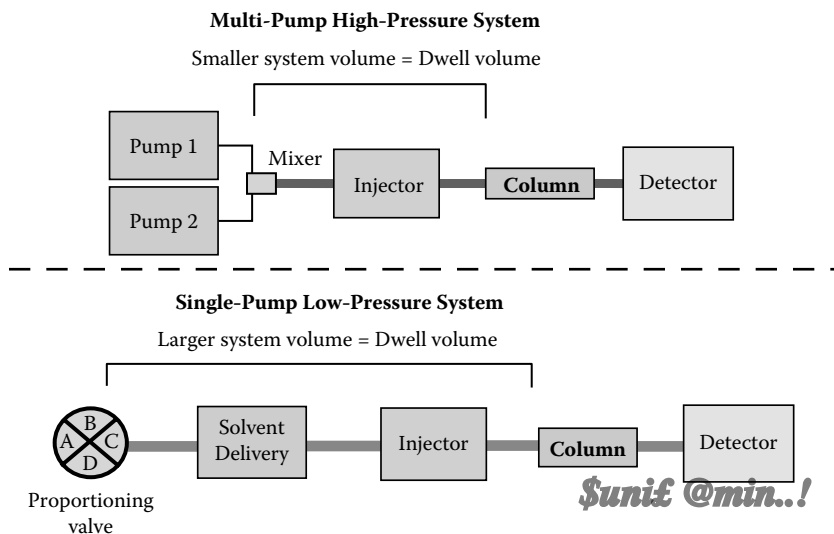 Multi-Pump High-Pressure System
Smaller system volume = Dwell volume
Pump 1
Mixer
Injector
Column
Detector
Pump 2
Single-Pump Low-Pressure System
Larger system volume = Dwell volume
A B C D
Solvent
Delivery
Injector
Column
Detector
Proportioning
valve
$uni£ @min..!